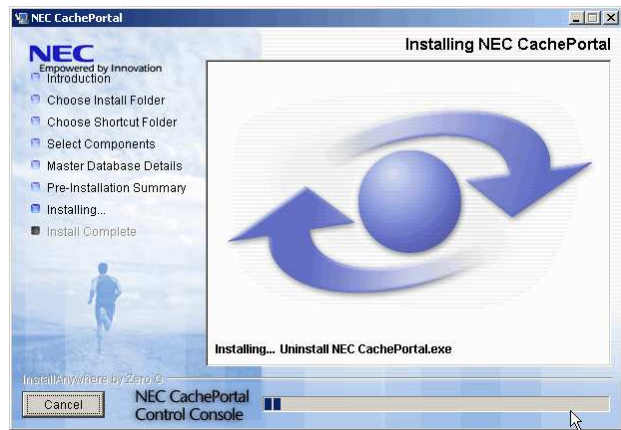 NEC CachePortal
Installing NEC CachePortal
NEC
Empowered by Innovation
Introduction
Choose Install Folder
Choose Shortcut Folder
Select Components
Master Database Details
Pre-Installation Summary
Installing...
Install Complete
Installing... Uninstall NEC CachePortal.exe
InstallAnywhere by Zero G
Cancel
NEC CachePortal
Control Console